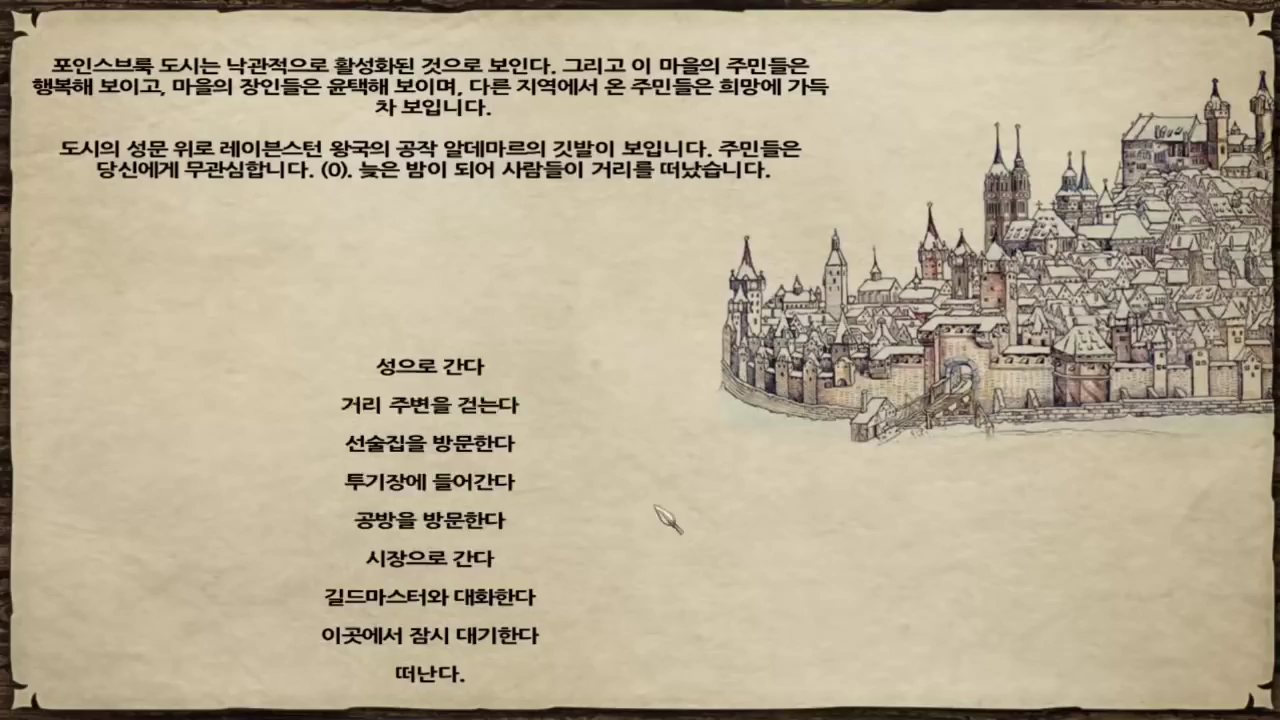 포인스브룩 도시는 낙관적으로 활성화된 것으로 보인다. 그리고 이 마을의 주민들은
행복해 보이고, 마을의 장인들은 윤택해 보이며, 다른 지역에서 온 주민들은 희망에 가득
차 보입니다.
도시의 성문 위로 레이븐스턴 왕국의 공작 알데마르의 깃발이 보입니다. 주민들은
당신에게 무관심합니다. (0). 늦은 밤이 되어 사람들이 거리를 떠났습니다.
성으로 간다
거리 주변을 걷는다
선술집을 방문한다
투기장에 들어간다
공방을 방문한다
시장으로 간다
길드마스터와 대화한다
이곳에서 잠시 대기한다
떠난다.